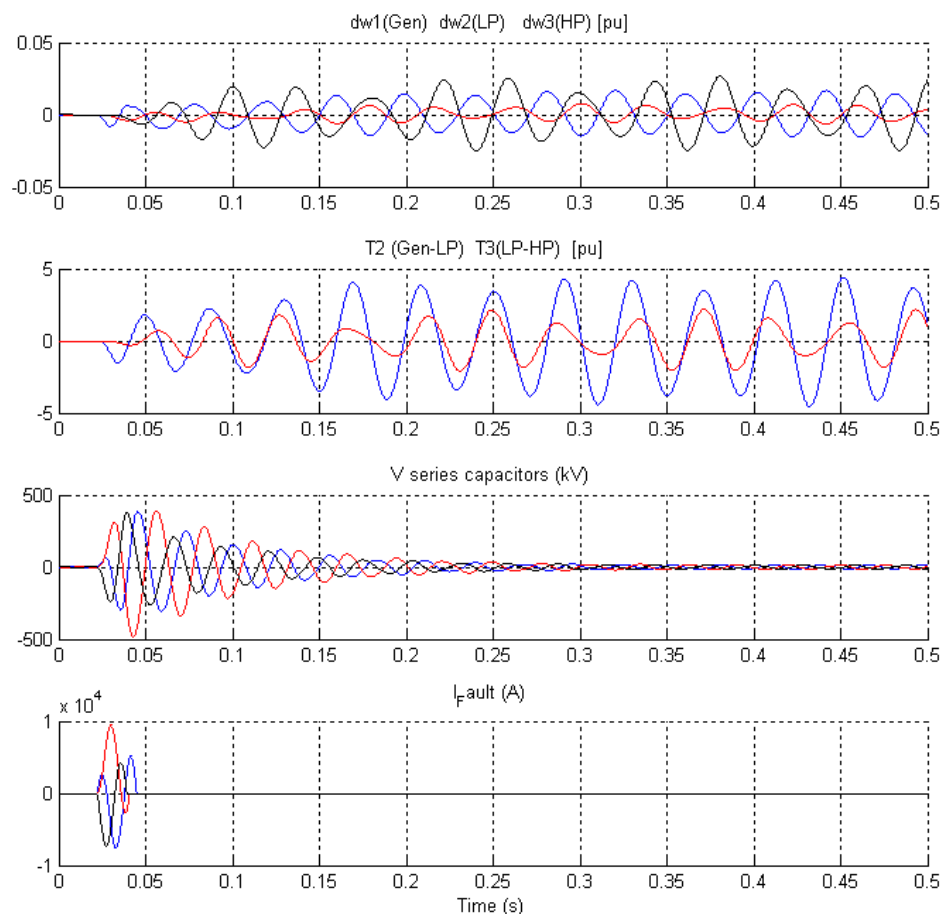 dw1(Gen) dw2(LP) dw3(HP) [pu]
0.05
0
-0.05
0 0.05 0.1 0.15 0.2 0.25 0.3 0.35 0.4 0.45 0.5
T2 (Gen-LP) T3(LP-HP) [pu]
5
0
-5
0 0.05 0.1 0.15 0.2 0.25 0.3 0.35 0.4 0.45 0.5
V series capacitors (kV)
500
0
-500
0 0.05 0.1 0.15 0.2 0.25 0.3 0.35 0.4 0.45 0.5
I_Fault (A)
x 10^4
1
0
-1
0 0.05 0.1 0.15 0.2 0.25 0.3 0.35 0.4 0.45 0.5
Time (s)